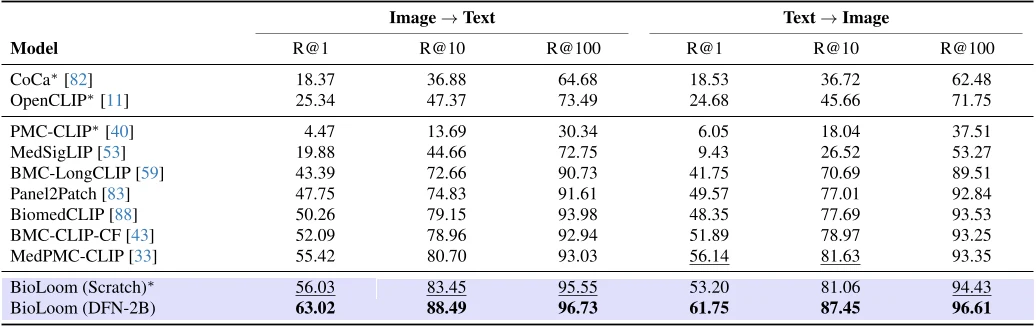 Image → Text Text → Image
Model R@1 R@10 R@100 R@1 R@10 R@100
CoCa* [82] 18.37 36.88 64.68 18.53 36.72 62.48
OpenCLIP* [11] 25.34 47.37 73.49 24.68 45.66 71.75
PMC-CLIP* [40] 4.47 13.69 30.34 6.05 18.04 37.51
MedSigLIP [53] 19.88 44.66 72.75 9.43 26.52 53.27
BMC-LongCLIP [59] 43.39 72.66 90.73 41.75 70.69 89.51
Panel2Patch [83] 47.75 74.83 91.61 49.57 77.01 92.84
BiomedCLIP [88] 50.26 79.15 93.98 48.35 77.69 93.53
BMC-CLIP-CF [43] 52.09 78.96 92.94 51.89 78.97 93.25
MedPMC-CLIP [33] 55.42 80.70 93.03 56.14 81.63 93.35
BioLoom (Scratch)* 56.03 83.45 95.55 53.20 81.06 94.43
BioLoom (DFN-2B) 63.02 88.49 96.73 61.75 87.45 96.61